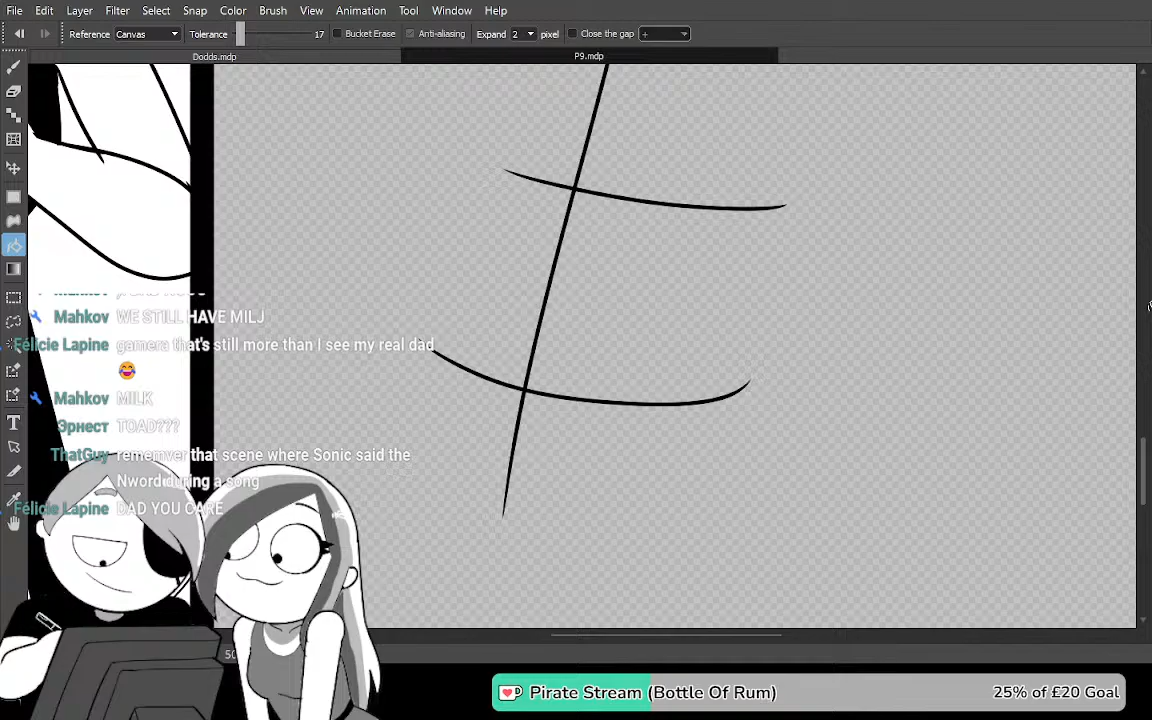 File Edit Layer Filter Select Snap Color Brush View Animation Tool Window Help
Reference Canvas Tolerance 17 Bucket Erase Anti-aliasing Expand 2 pixel Close the gap +
Dodds.mdp P9.mdp
Mahkov
Mahkov WE STILL HAVE MILJ
Félicie Lapine gamera that's still more than I see my real dad
😂
Mahkov MILK
Эрнест TOAD???
ThatGuy remember that scene where Sonic said the
Nword during a song
Félicie Lapine DAD YOU CARE
Pirate Stream (Bottle Of Rum) 25% of £20 Goal